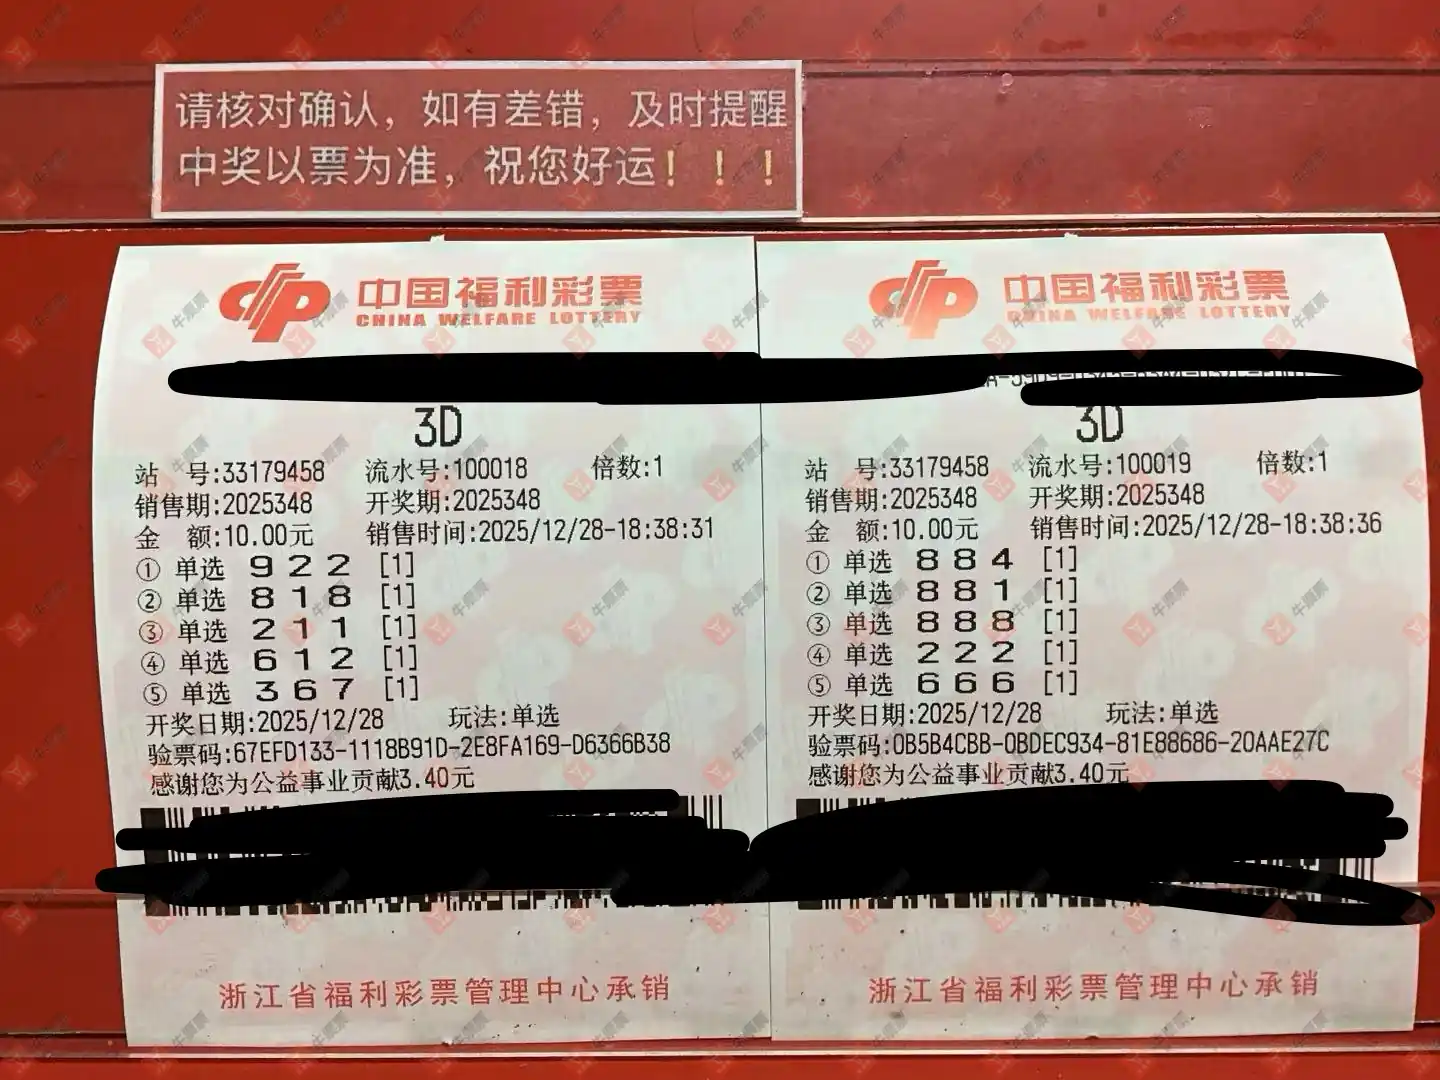 请核对确认，如有差错，及时提醒
中奖以票为准，祝您好运！！！
中国福利彩票
CHINA WELFARE LOTTERY
3D
站 号:33179458 流水号:100018 倍数:1
销售期:2025348 开奖期:2025348
金 额:10.00元 销售时间:2025/12/28-18:38:31
① 单选 9 2 2 [1]
② 单选 8 1 8 [1]
③ 单选 2 1 1 [1]
④ 单选 6 1 2 [1]
⑤ 单选 3 6 7 [1]
开奖日期:2025/12/28 玩法:单选
验票码:67EFD133-1118B91D-2E8FA169-D6366B38
感谢您为公益事业贡献3.40元
浙江省福利彩票管理中心承销
中国福利彩票
CHINA WELFARE LOTTERY
3D
站 号:33179458 流水号:100019 倍数:1
销售期:2025348 开奖期:2025348
金 额:10.00元 销售时间:2025/12/28-18:38:36
① 单选 8 8 4 [1]
② 单选 8 8 1 [1]
③ 单选 8 8 8 [1]
④ 单选 2 2 2 [1]
⑤ 单选 6 6 6 [1]
开奖日期:2025/12/28 玩法:单选
验票码:0B5B4CBB-0BDEC934-81E88686-20AAE27C
感谢您为公益事业贡献3.40元
浙江省福利彩票管理中心承销